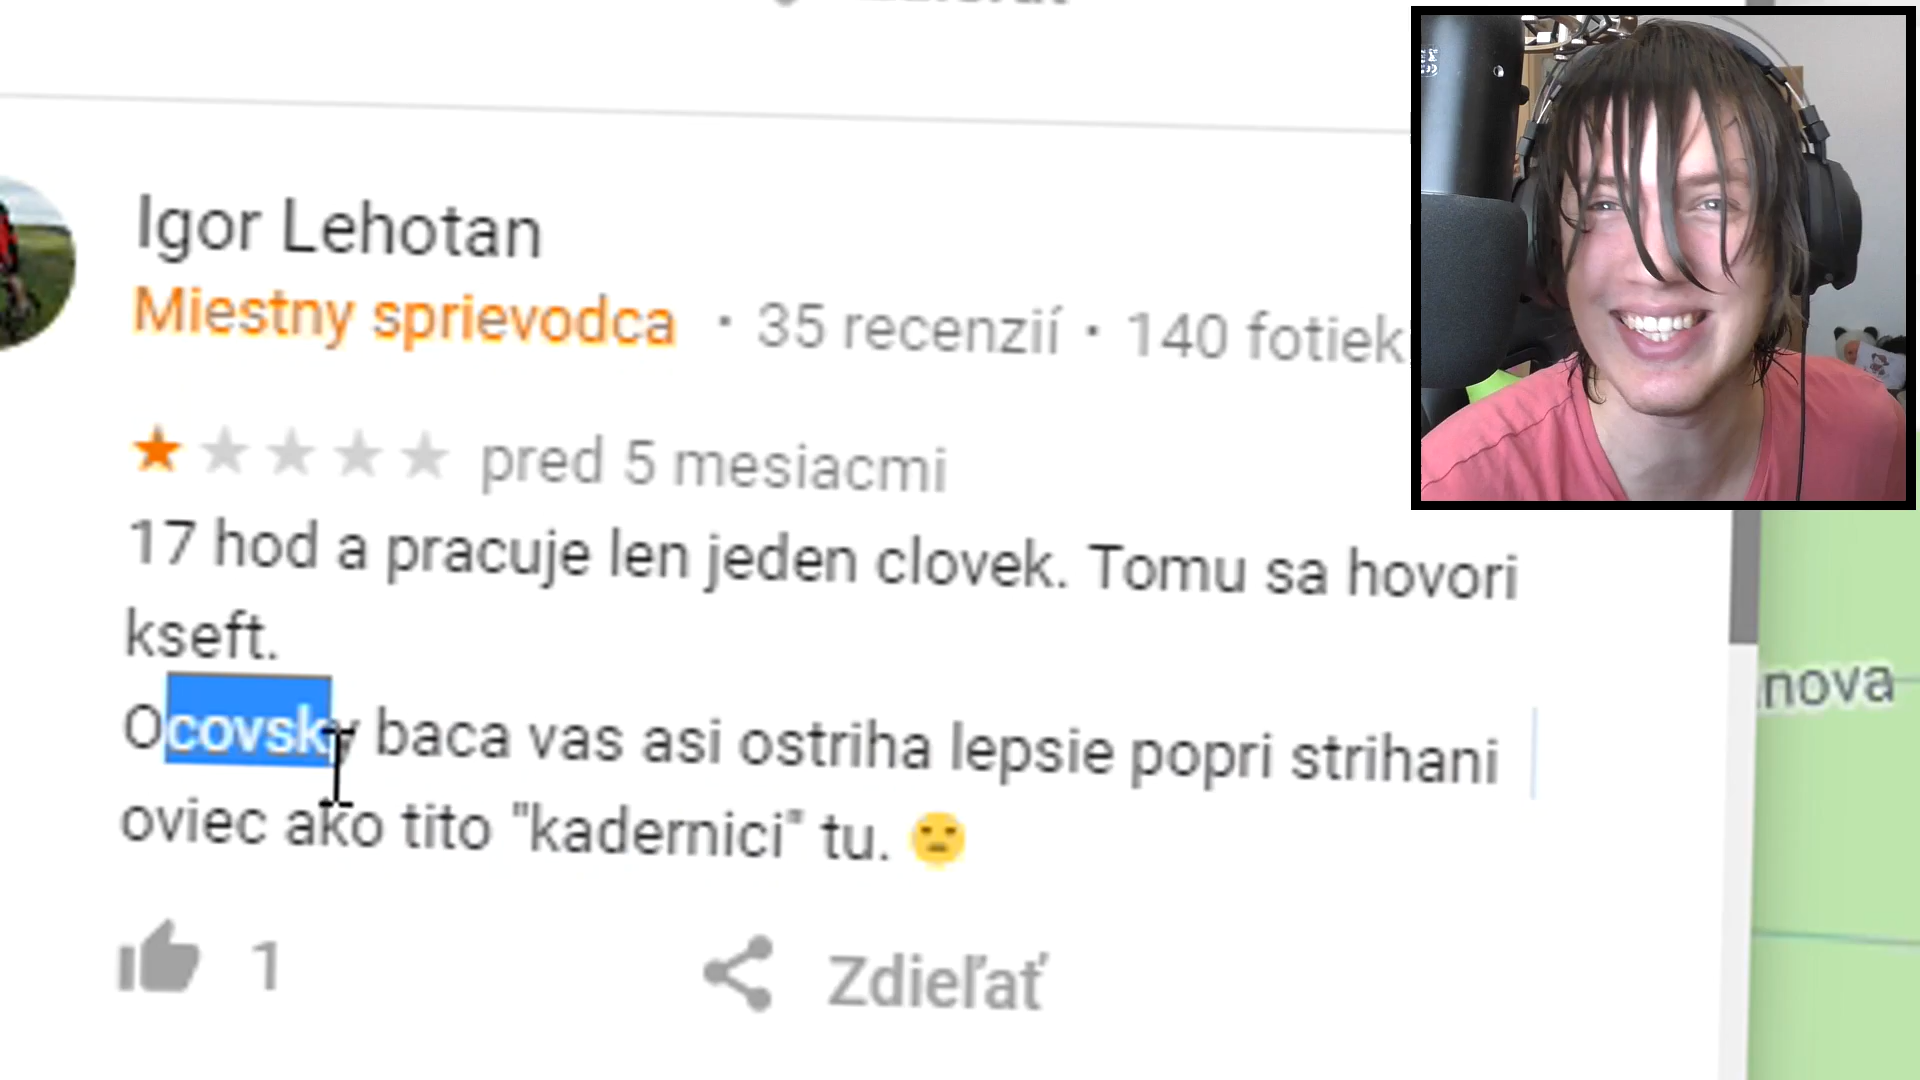 Igor Lehotan
Miestny sprievodca · 35 recenzií · 140 fotiek
pred 5 mesiacmi
17 hod a pracuje len jeden clovek. Tomu sa hovori
kseft.
Ocovsky baca vas asi ostriha lepsie popri strihani
nova
oviec ako tito "kadernici" tu. 😐
1
Zdieľať